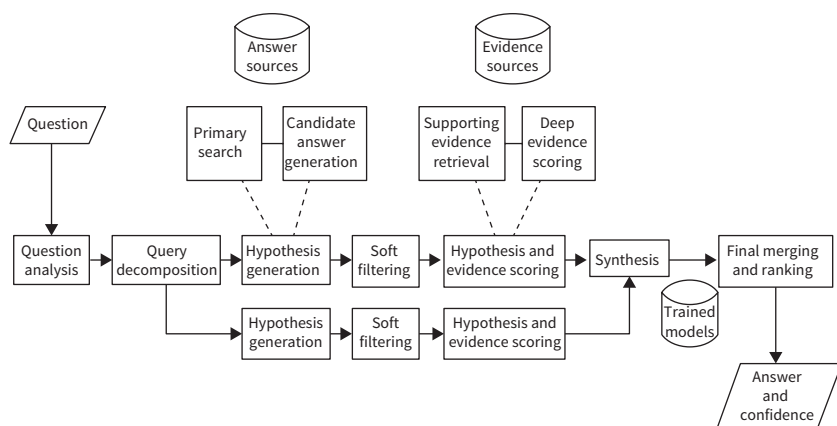 Answer
sources
Evidence
sources
Question
Primary
search
Candidate
answer
generation
Supporting
evidence
retrieval
Deep
evidence
scoring
Question
analysis
Query
decomposition
Hypothesis
generation
Soft
filtering
Hypothesis and
evidence scoring
Synthesis
Final merging
and ranking
Hypothesis
generation
Soft
filtering
Hypothesis and
evidence scoring
Trained
models
Answer
and
confidence